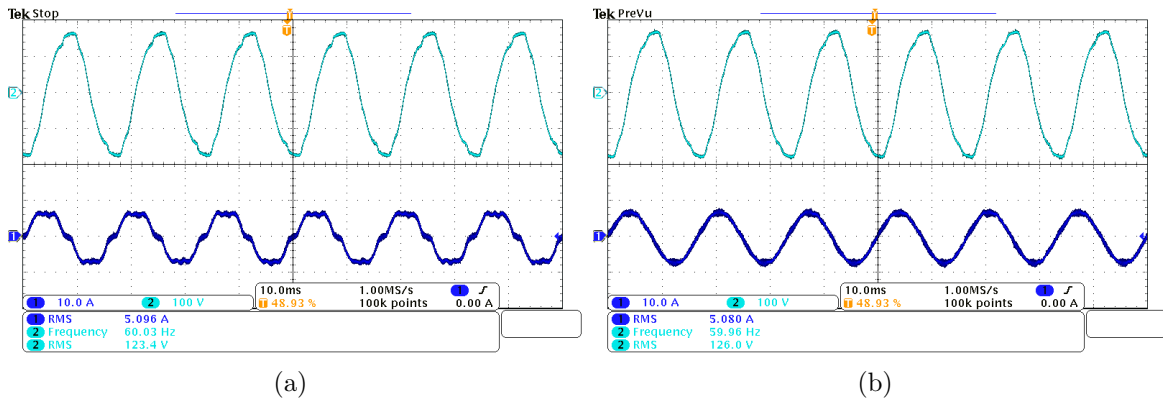 Tek Stop
T
2
1
1 10.0 A 2 100 V
10.0ms 1.00MS/s 1
T 48.93 % 100k points 0.00 A
1 RMS 5.096 A
2 Frequency 60.03 Hz
2 RMS 123.4 V
(a)
Tek PreVu
T
2
1
1 10.0 A 2 100 V
10.0ms 1.00MS/s 1
T 48.93 % 100k points 0.00 A
1 RMS 5.080 A
2 Frequency 59.96 Hz
2 RMS 126.0 V
(b)